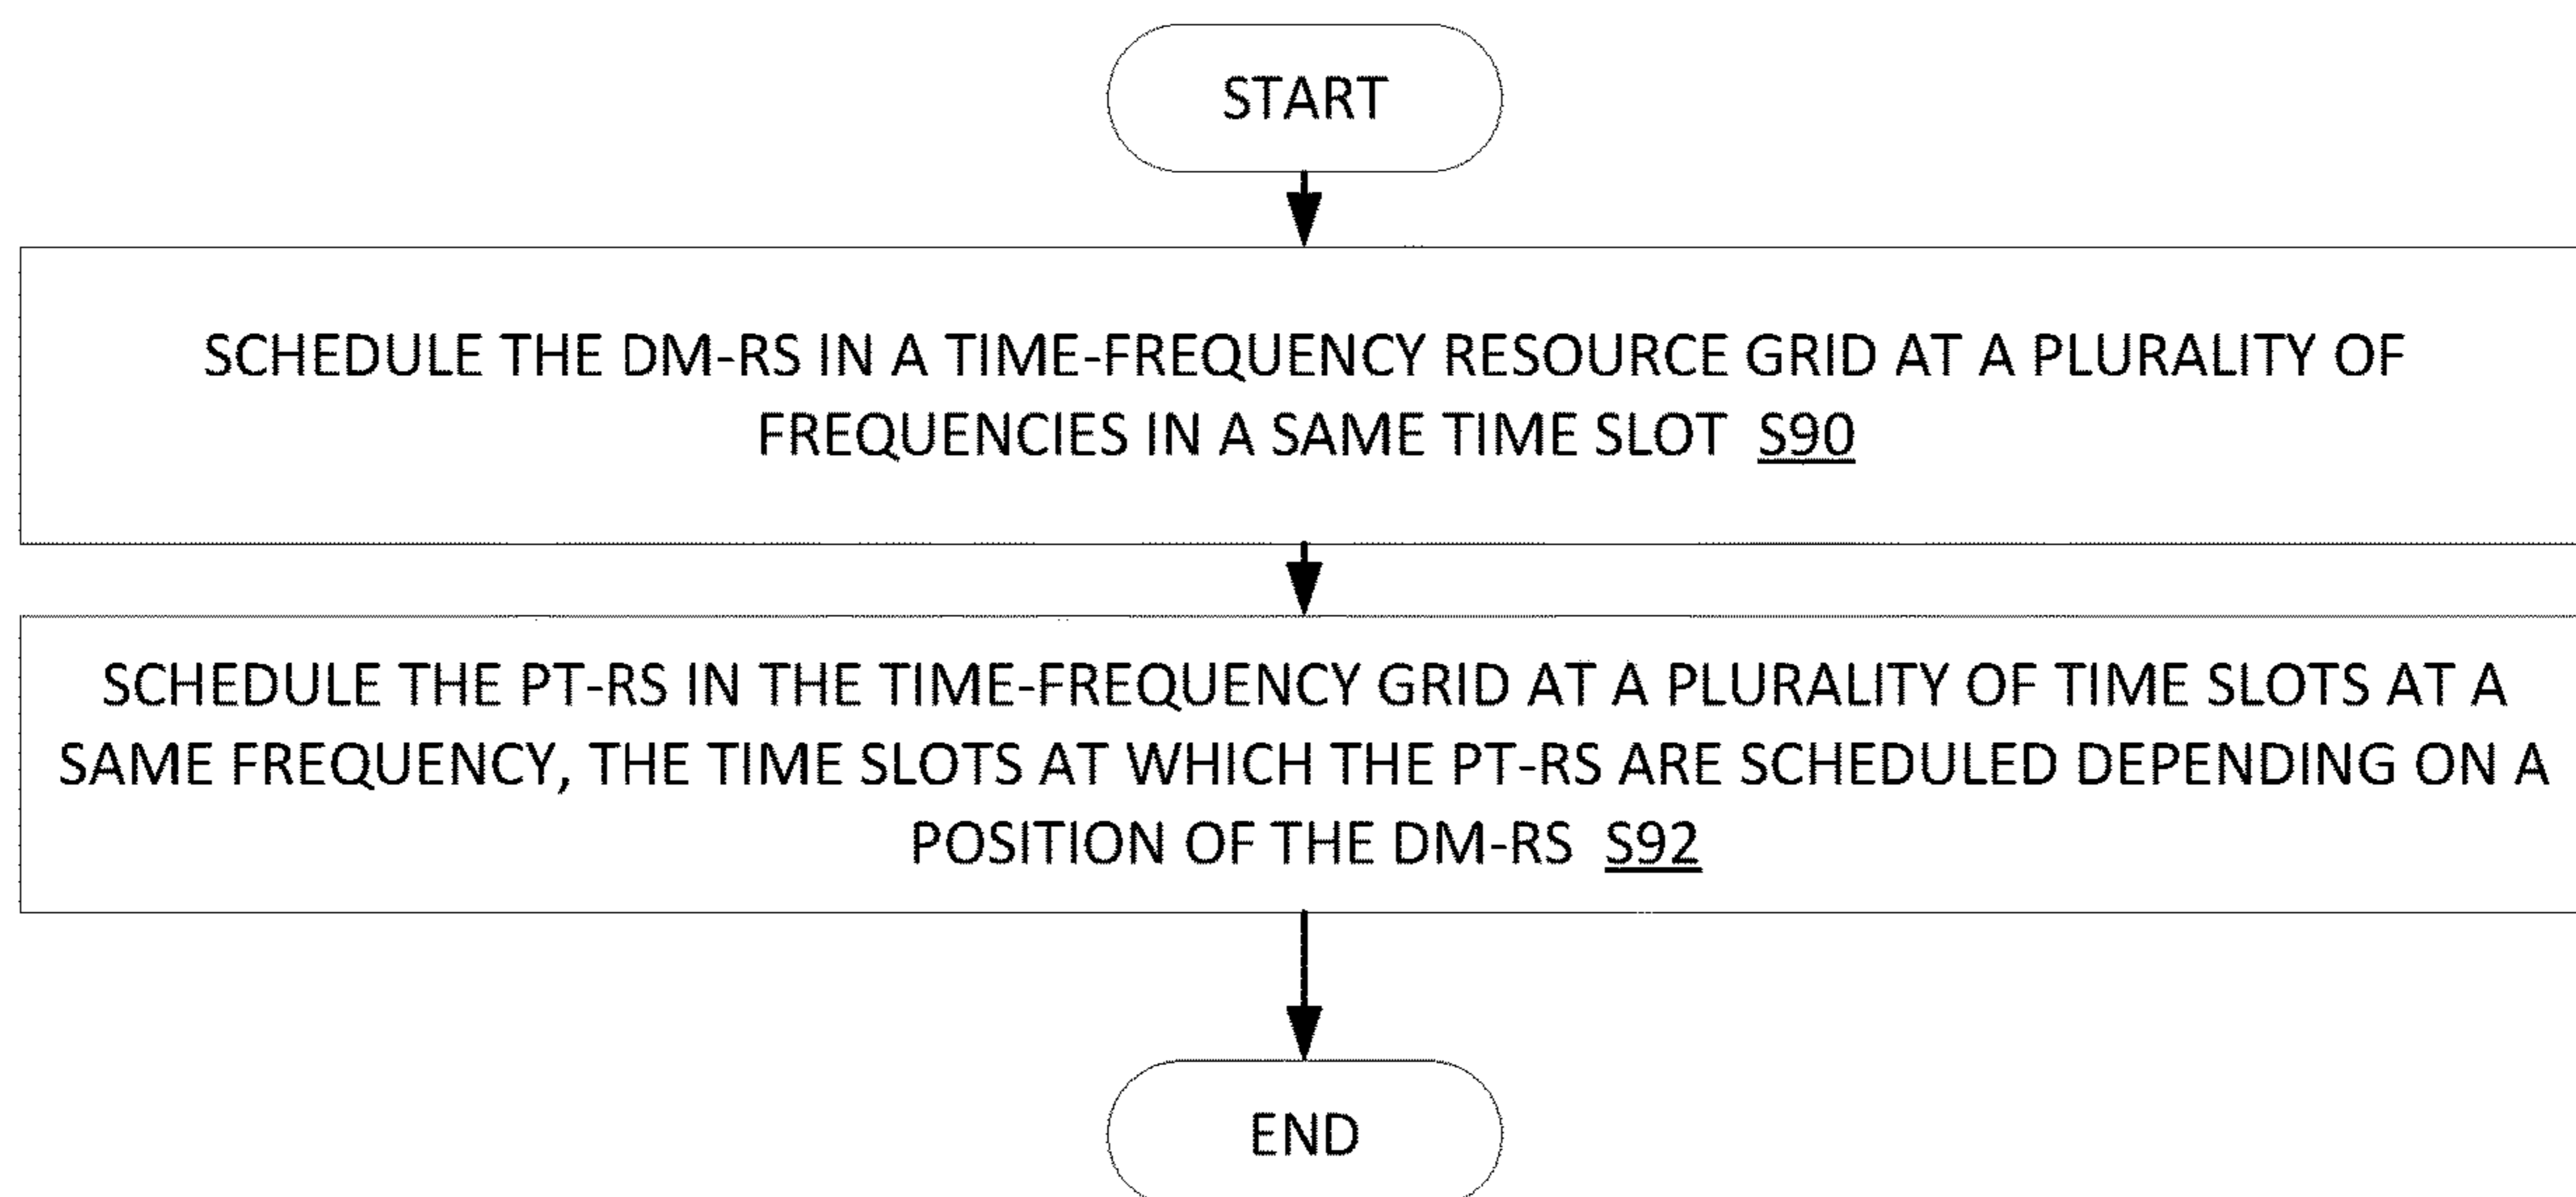 START
SCHEDULE THE DM-RS IN A TIME-FREQUENCY RESOURCE GRID AT A PLURALITY OF
FREQUENCIES IN A SAME TIME SLOT S90
SCHEDULE THE PT-RS IN THE TIME-FREQUENCY GRID AT A PLURALITY OF TIME SLOTS AT A
SAME FREQUENCY, THE TIME SLOTS AT WHICH THE PT-RS ARE SCHEDULED DEPENDING ON A
POSITION OF THE DM-RS S92
END